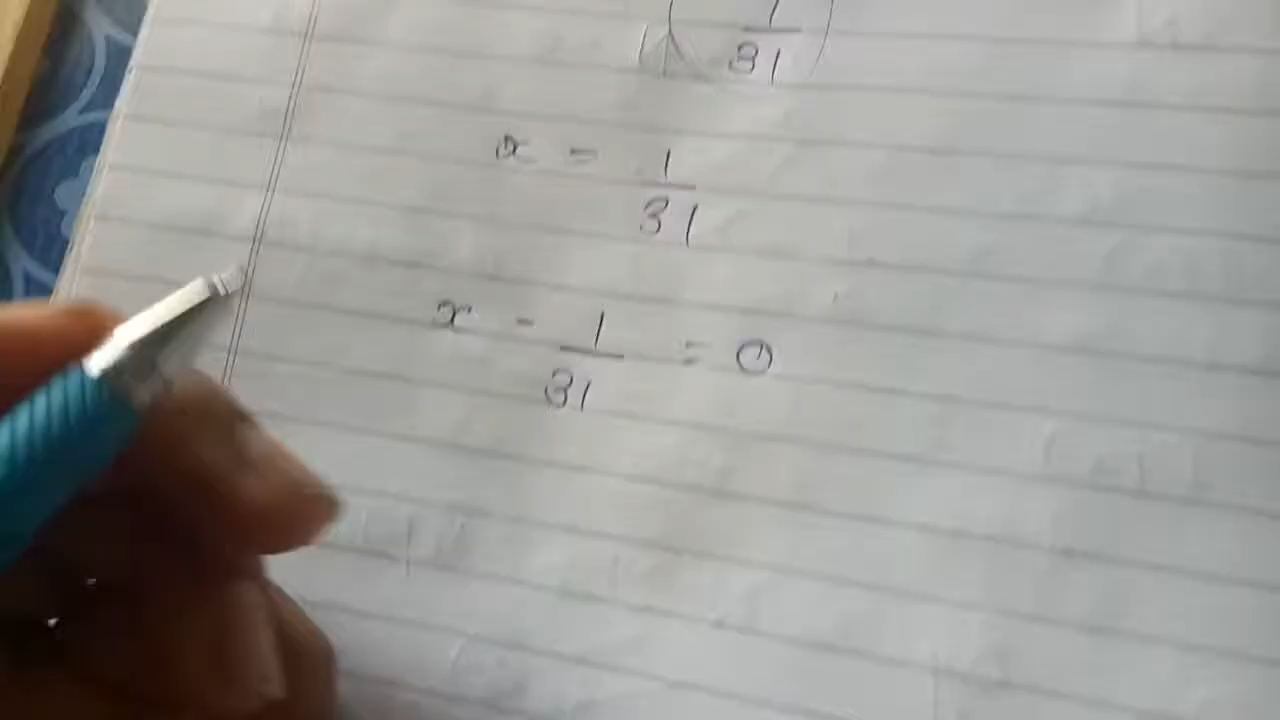 1/31
x = 1/31
x - 1/31 = 0